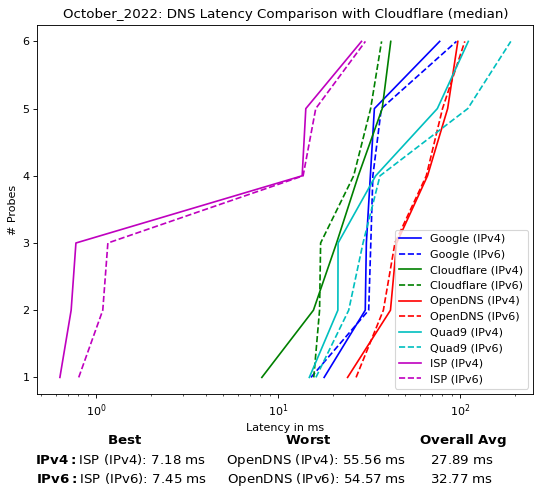 October_2022: DNS Latency Comparison with Cloudflare (median)
6
5
4
3
2
1
# Probes
Google (IPv4)
Google (IPv6)
Cloudflare (IPv4)
Cloudflare (IPv6)
OpenDNS (IPv4)
OpenDNS (IPv6)
Quad9 (IPv4)
Quad9 (IPv6)
ISP (IPv4)
ISP (IPv6)
10⁰ 10¹ 10²
Latency in ms
Best Worst Overall Avg
IPv4: ISP (IPv4): 7.18 ms OpenDNS (IPv4): 55.56 ms 27.89 ms
IPv6: ISP (IPv6): 7.45 ms OpenDNS (IPv6): 54.57 ms 32.77 ms